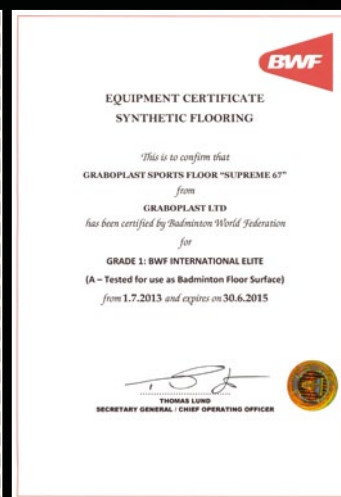 BWF
EQUIPMENT CERTIFICATE
SYNTHETIC FLOORING
This is to confirm that
GRABOPLAST SPORTS FLOOR “SUPREME 67”
from
GRABOPLAST LTD
has been certified by Badminton World Federation
for
GRADE 1: BWF INTERNATIONAL ELITE
(A – Tested for use as Badminton Floor Surface)
from 1.7.2013 and expires on 30.6.2015
THOMAS LUND
SECRETARY GENERAL / CHIEF OPERATING OFFICER